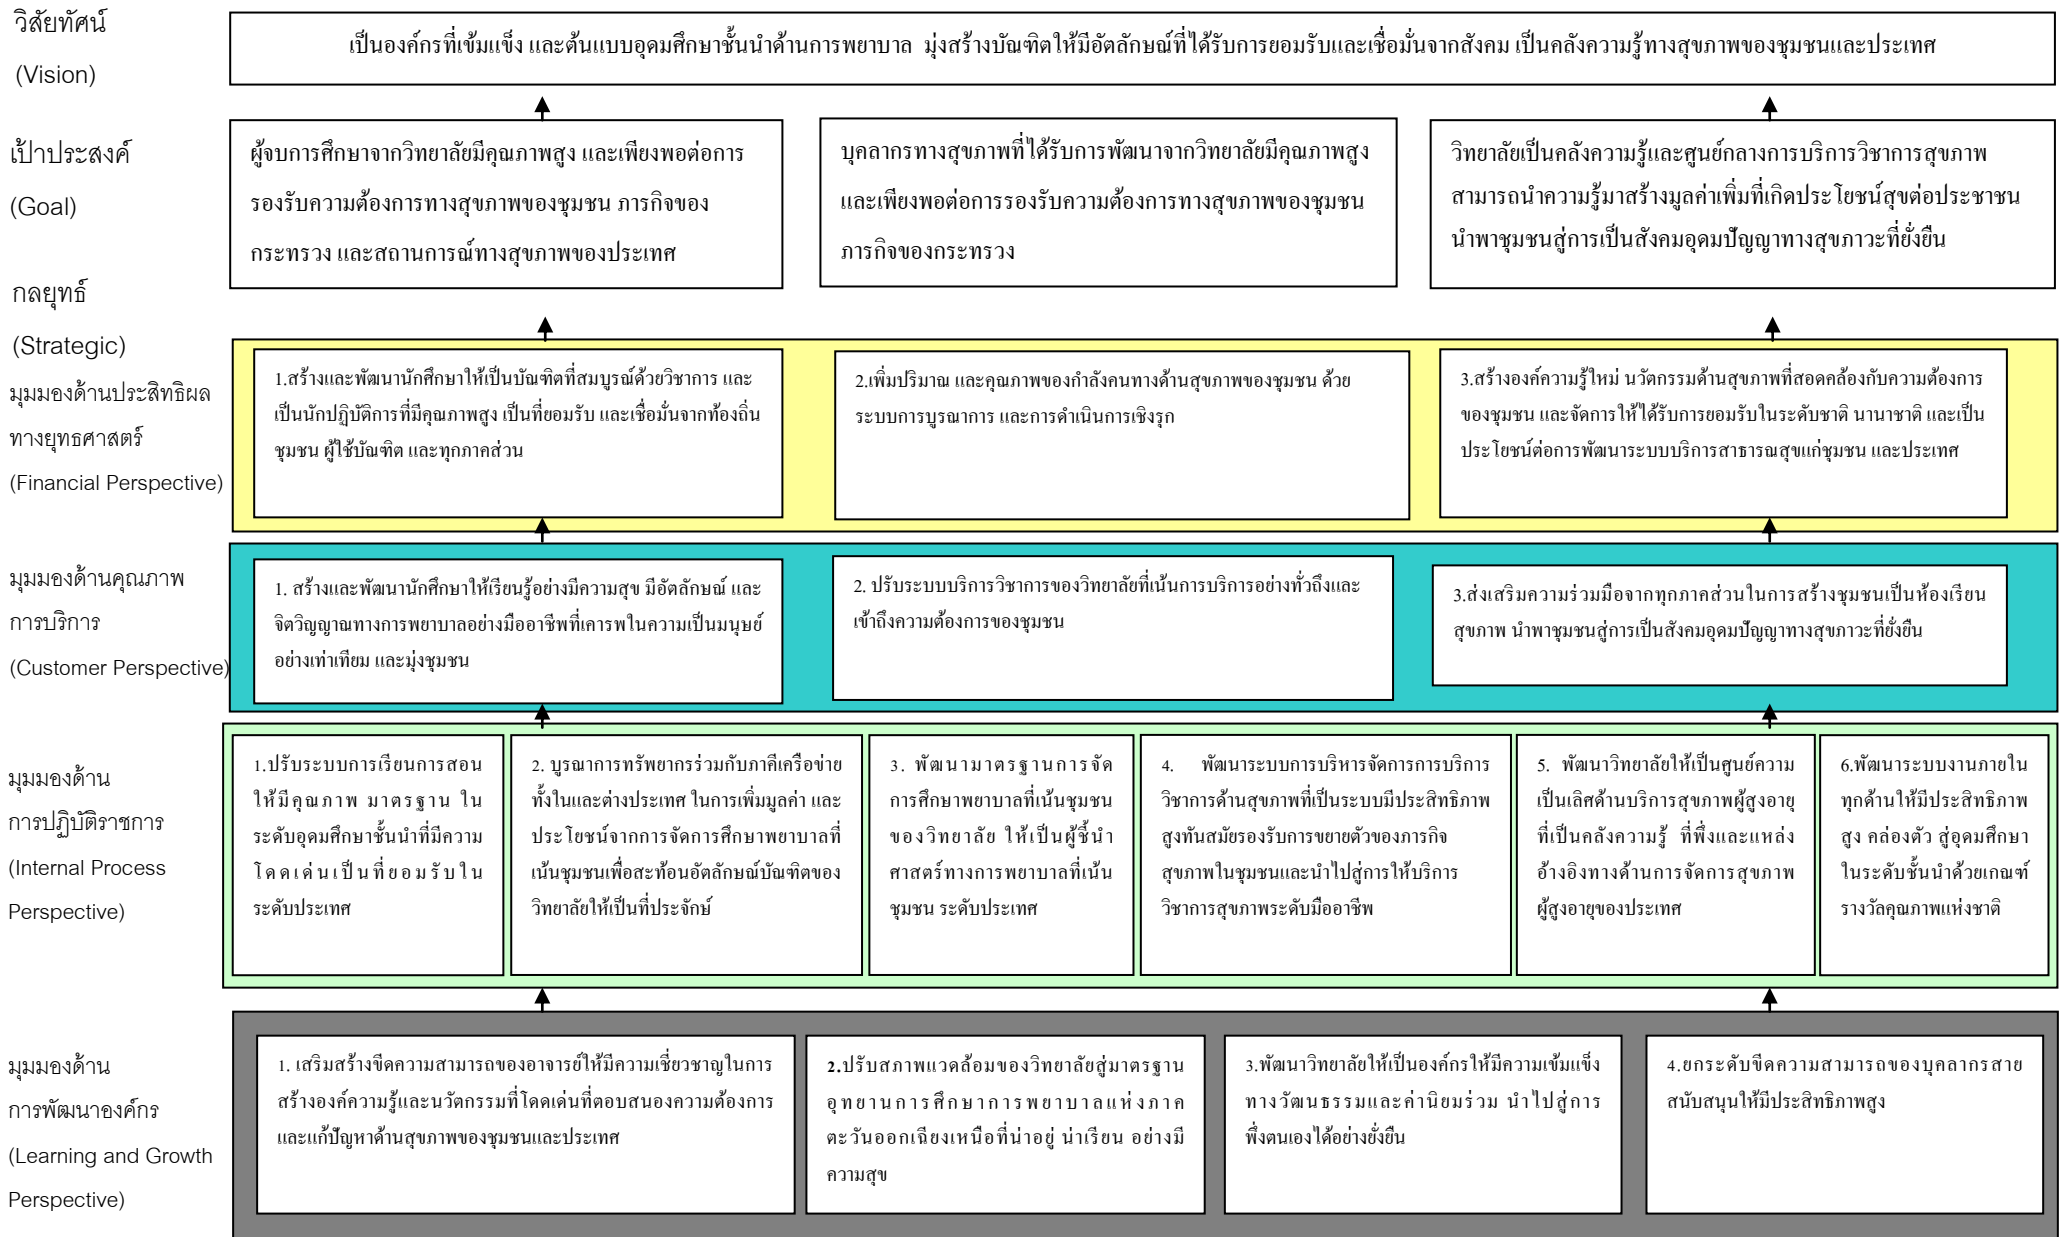 วิสัยทัศน์
(Vision)
เป็นองค์กรที่เข้มแข็ง และต้นแบบอุดมศึกษาชั้นนำด้านการพยาบาล มุ่งสร้างบัณฑิตให้มีอัตลักษณ์ที่ได้รับการยอมรับและเชื่อมั่นจากสังคม เป็นคลังความรู้ทางสุขภาพของชุมชนและประเทศ
เป้าประสงค์
(Goal)
ผู้จบการศึกษาจากวิทยาลัยมีคุณภาพสูง และเพียงพอต่อการ
รองรับความต้องการทางสุขภาพของชุมชน ภารกิจของ
กระทรวง และสถานการณ์ทางสุขภาพของประเทศ
บุคลากรทางสุขภาพที่ได้รับการพัฒนาจากวิทยาลัยมีคุณภาพสูง
และเพียงพอต่อการรองรับความต้องการทางสุขภาพของชุมชน
ภารกิจของกระทรวง
วิทยาลัยเป็นคลังความรู้และศูนย์กลางการบริการวิชาการสุขภาพ
สามารถนำความรู้มาสร้างมูลค่าเพิ่มที่เกิดประโยชน์สุขต่อประชาชน
นำพาชุมชนสู่การเป็นสังคมอุดมปัญญาทางสุขภาวะที่ยั่งยืน
กลยุทธ์
(Strategic)
มุมมองด้านประสิทธิผล
ทางยุทธศาสตร์
(Financial Perspective)
1.สร้างและพัฒนานักศึกษาให้เป็นบัณฑิตที่สมบูรณ์ด้วยวิชาการ และ
เป็นนักปฏิบัติการที่มีคุณภาพสูง เป็นที่ยอมรับ และเชื่อมั่นจากท้องถิ่น
ชุมชน ผู้ใช้บัณฑิต และทุกภาคส่วน
2.เพิ่มปริมาณ และคุณภาพของกำลังคนทางด้านสุขภาพของชุมชน ด้วย
ระบบการบูรณาการ และการดำเนินการเชิงรุก
3.สร้างองค์ความรู้ใหม่ นวัตกรรมด้านสุขภาพที่สอดคล้องกับความต้องการ
ของชุมชน และจัดการให้ได้รับการยอมรับในระดับชาติ นานาชาติ และเป็น
ประโยชน์ต่อการพัฒนาระบบบริการสาธารณสุขแก่ชุมชน และประเทศ
มุมมองด้านคุณภาพ
การบริการ
(Customer Perspective)
1. สร้างและพัฒนานักศึกษาให้เรียนรู้อย่างมีความสุข มีอัตลักษณ์ และ
จิตวิญญาณทางการพยาบาลอย่างมืออาชีพที่เคารพในความเป็นมนุษย์
อย่างเท่าเทียม และมุ่งชุมชน
2. ปรับระบบบริการวิชาการของวิทยาลัยที่เน้นการบริการอย่างทั่วถึงและ
เข้าถึงความต้องการของชุมชน
3.ส่งเสริมความร่วมมือจากทุกภาคส่วนในการสร้างชุมชนเป็นห้องเรียน
สุขภาพ นำพาชุมชนสู่การเป็นสังคมอุดมปัญญาทางสุขภาวะที่ยั่งยืน
มุมมองด้าน
การปฏิบัติราชการ
(Internal Process
Perspective)
1.ปรับระบบการเรียนการสอน
ให้มีคุณภาพ มาตรฐาน ใน
ระดับอุดมศึกษาชั้นนำที่มีความ
โดดเด่นเป็นที่ยอมรับใน
ระดับประเทศ
2. บูรณาการทรัพยากรร่วมกับภาคีเครือข่าย
ทั้งในและต่างประเทศ ในการเพิ่มมูลค่า และ
ประโยชน์จากการจัดการศึกษาพยาบาลที่
เน้นชุมชนเพื่อสะท้อนอัตลักษณ์บัณฑิตของ
วิทยาลัยให้เป็นที่ประจักษ์
3. พัฒนามาตรฐานการจัด
การศึกษาพยาบาลที่เน้นชุมชน
ของวิทยาลัย ให้เป็นผู้ชี้นำ
ศาสตร์ทางการพยาบาลที่เน้น
ชุมชน ระดับประเทศ
4. พัฒนาระบบการบริหารจัดการการบริการ
วิชาการด้านสุขภาพที่เป็นระบบมีประสิทธิภาพ
สูงทันสมัยรองรับการขยายตัวของภารกิจ
สุขภาพในชุมชนและนำไปสู่การให้บริการ
วิชาการสุขภาพระดับมืออาชีพ
5. พัฒนาวิทยาลัยให้เป็นศูนย์ความ
เป็นเลิศด้านบริการสุขภาพผู้สูงอายุ
ที่เป็นคลังความรู้ ที่พึ่งและแหล่ง
อ้างอิงทางด้านการจัดการสุขภาพ
ผู้สูงอายุของประเทศ
6.พัฒนาระบบงานภายใน
ทุกด้านให้มีประสิทธิภาพ
สูง คล่องตัว สู่อุดมศึกษา
ในระดับชั้นนำด้วยเกณฑ์
รางวัลคุณภาพแห่งชาติ
มุมมองด้าน
การพัฒนาองค์กร
(Learning and Growth
Perspective)
1. เสริมสร้างขีดความสามารถของอาจารย์ให้มีความเชี่ยวชาญในการ
สร้างองค์ความรู้และนวัตกรรมที่โดดเด่นที่ตอบสนองความต้องการ
และแก้ปัญหาด้านสุขภาพของชุมชนและประเทศ
2.ปรับสภาพแวดล้อมของวิทยาลัยสู่มาตรฐาน
อุทยานการศึกษาการพยาบาลแห่งภาค
ตะวันออกเฉียงเหนือที่น่าอยู่ น่าเรียน อย่างมี
ความสุข
3.พัฒนาวิทยาลัยให้เป็นองค์กรให้มีความเข้มแข็ง
ทางวัฒนธรรมและค่านิยมร่วม นำไปสู่การ
พึ่งตนเองได้อย่างยั่งยืน
4.ยกระดับขีดความสามารถของบุคลากรสาย
สนับสนุนให้มีประสิทธิภาพสูง